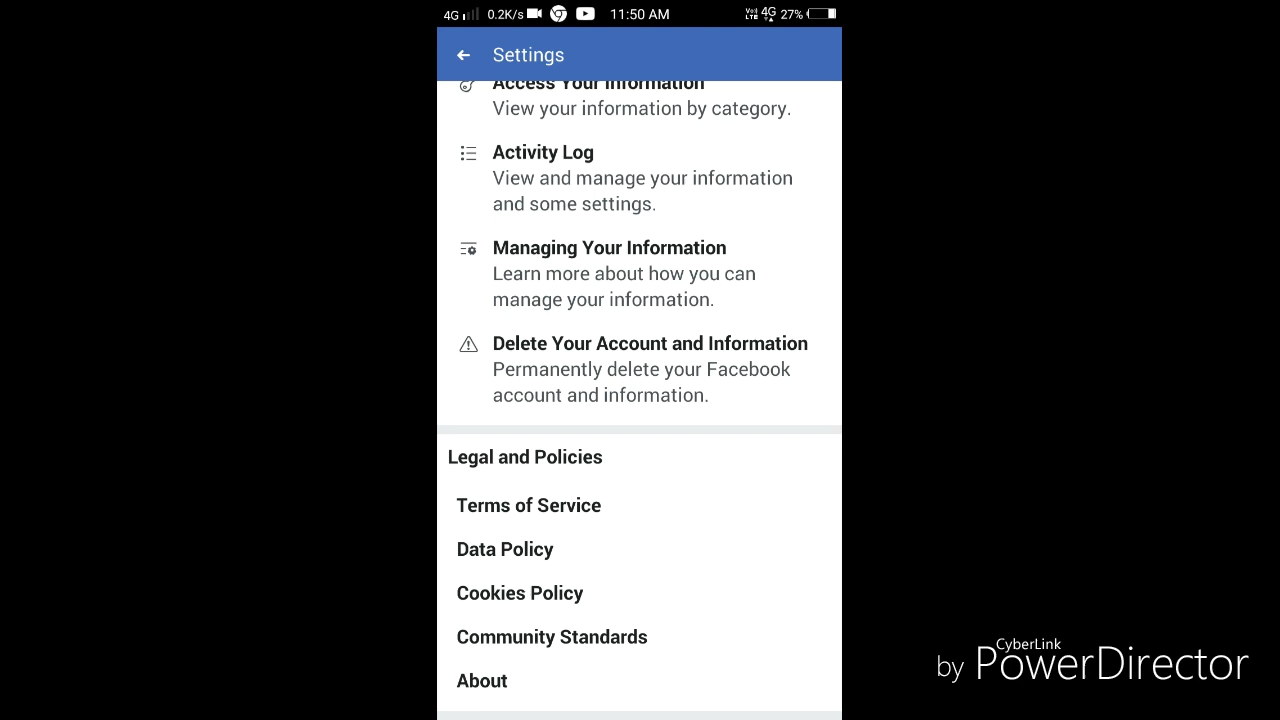 4G 0.2K/s 11:50 AM VoLTE 4G 27%
Settings
Access Your Information
View your information by category.
Activity Log
View and manage your information
and some settings.
Managing Your Information
Learn more about how you can
manage your information.
Delete Your Account and Information
Permanently delete your Facebook
account and information.
Legal and Policies
Terms of Service
Data Policy
Cookies Policy
Community Standards
About
CyberLink
by PowerDirector